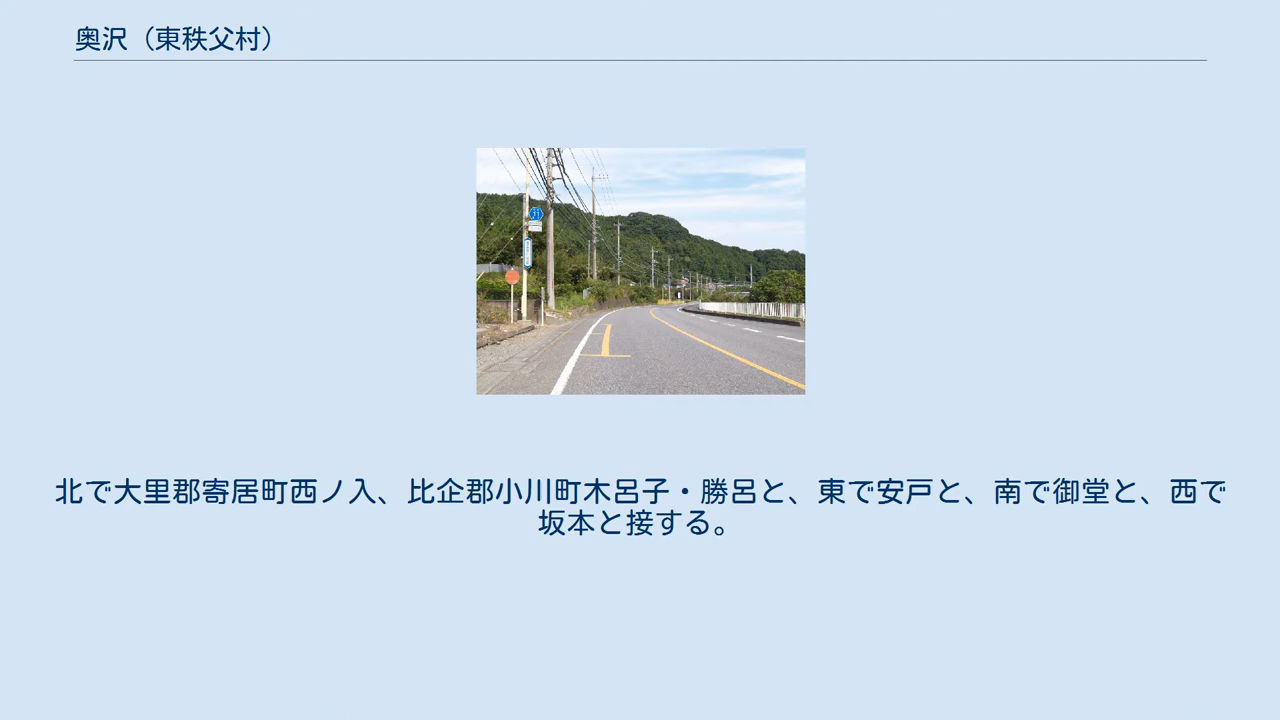 奥沢（東秩父村）
11
北で大里郡寄居町西ノ入、比企郡小川町木呂子・勝呂と、東で安戸と、南で御堂と、西で
坂本と接する。